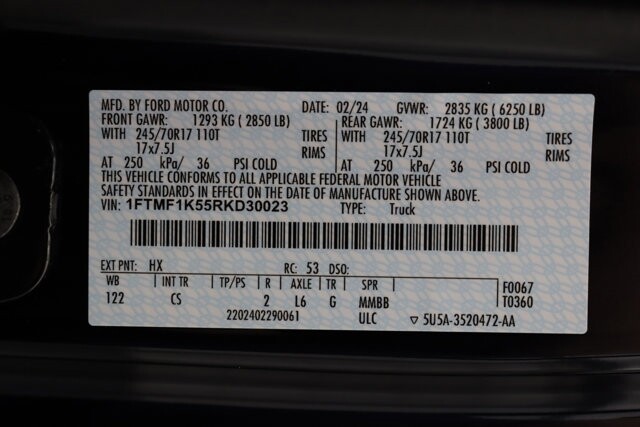 MFD. BY FORD MOTOR CO. DATE: 02/24 GVWR: 2835 KG ( 6250 LB)
FRONT GAWR: 1293 KG ( 2850 LB) REAR GAWR: 1724 KG ( 3800 LB)
WITH 245/70R17 110T TIRES WITH 245/70R17 110T TIRES
17x7.5J RIMS 17x7.5J RIMS
AT 250 kPa/ 36 PSI COLD AT 250 kPa/ 36 PSI COLD
THIS VEHICLE CONFORMS TO ALL APPLICABLE FEDERAL MOTOR VEHICLE
SAFETY STANDARDS IN EFFECT ON THE DATE OF MANUFACTURE SHOWN ABOVE.
VIN: 1FTMF1K55RKD30023 TYPE: Truck
EXT PNT: HX RC: 53 DSO: F0067
WB INT TR TP/PS R AXLE TR SPR T0360
122 CS 2 L6 G MMBB
2202402290061 ULC ▽ 5U5A-3520472-AA